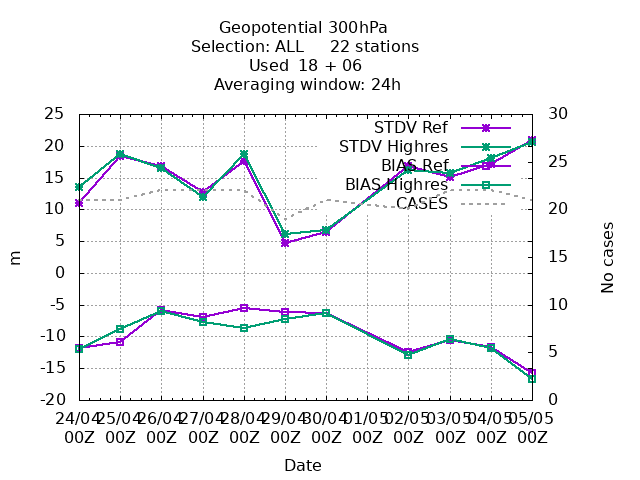 Geopotential 300hPa
Selection: ALL     22 stations
Used  18 + 06
Averaging window: 24h
25
20
15
10
5
0
-5
-10
-15
-20
30
25
20
15
10
5
0
STDV Ref
STDV Highres
BIAS Ref
BIAS Highres
CASES
m
No cases
24/04 25/04 26/04 27/04 28/04 29/04 30/04 01/05 02/05 03/05 04/05 05/05
00Z 00Z 00Z 00Z 00Z 00Z 00Z 00Z 00Z 00Z 00Z 00Z
Date